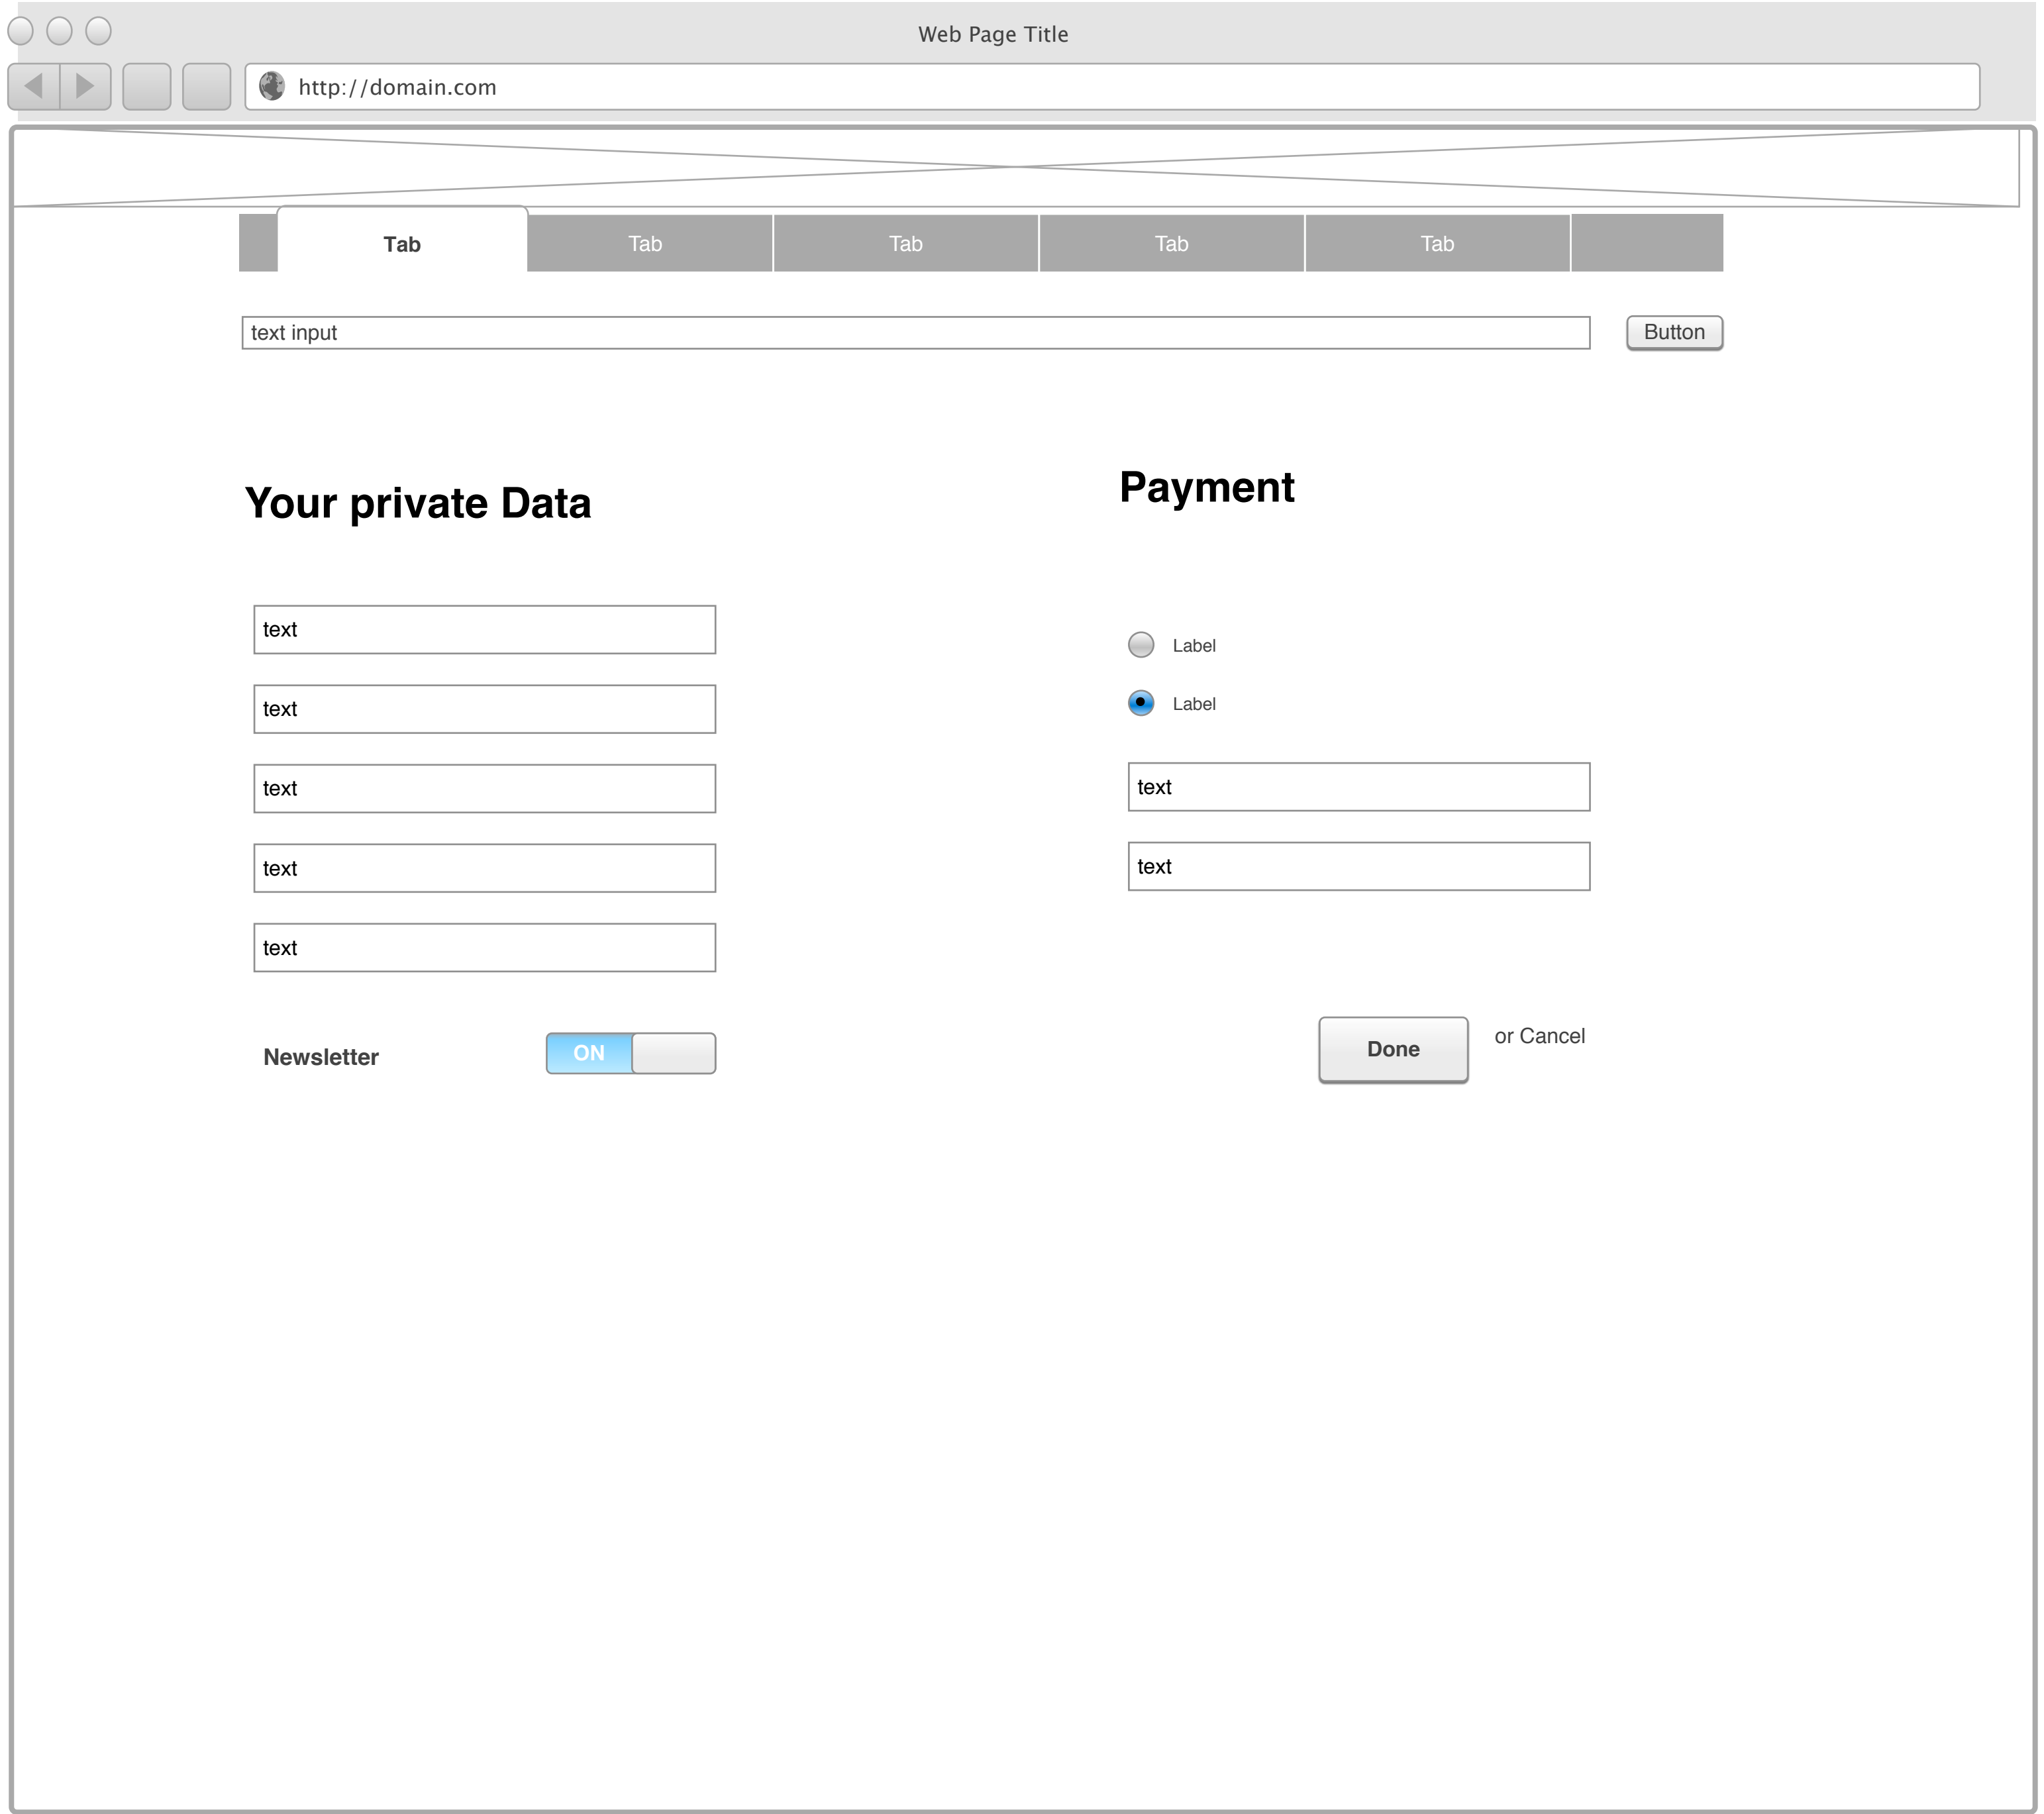 Web Page Title
http://domain.com
Tab Tab Tab Tab Tab
text input Button
Your private Data
text
text
text
text
text
Newsletter ON
Payment
Label
Label
text
text
Done or Cancel